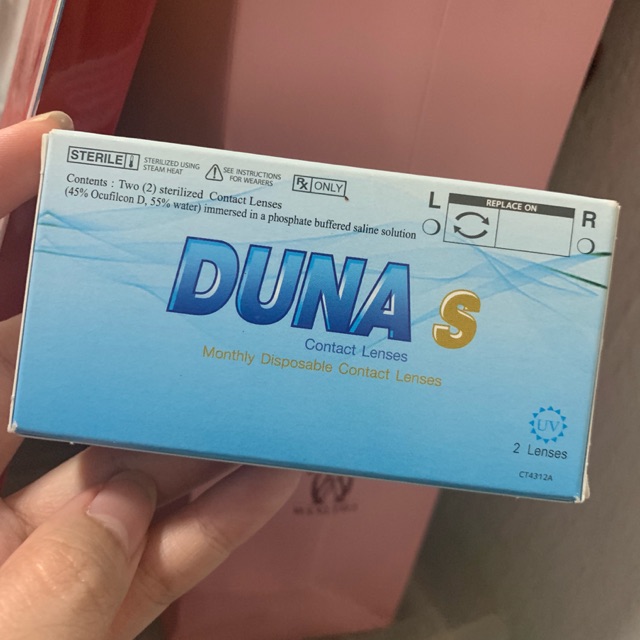 STERILE
STERILIZED USING
STEAM HEAT
SEE INSTRUCTIONS
FOR WEARERS
Rx ONLY
Contents : Two (2) sterilized Contact Lenses
(45% Ocufilcon D, 55% water) immersed in a phosphate buffered saline solution
L
REPLACE ON
R
DUNA S
Contact Lenses
Monthly Disposable Contact Lenses
UV
2 Lenses
CT4312A